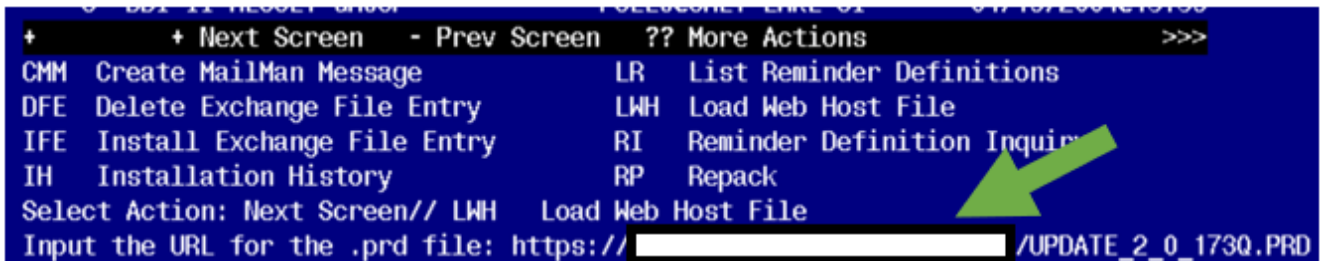 + + Next Screen - Prev Screen ?? More Actions >>>
CMM Create MailMan Message LR List Reminder Definitions
DFE Delete Exchange File Entry LWH Load Web Host File
IFE Install Exchange File Entry RI Reminder Definition Inquiry
IH Installation History RP Repack
Select Action: Next Screen// LWH Load Web Host File
Input the URL for the .prd file: https:// /UPDATE_2_0_173Q.PRD